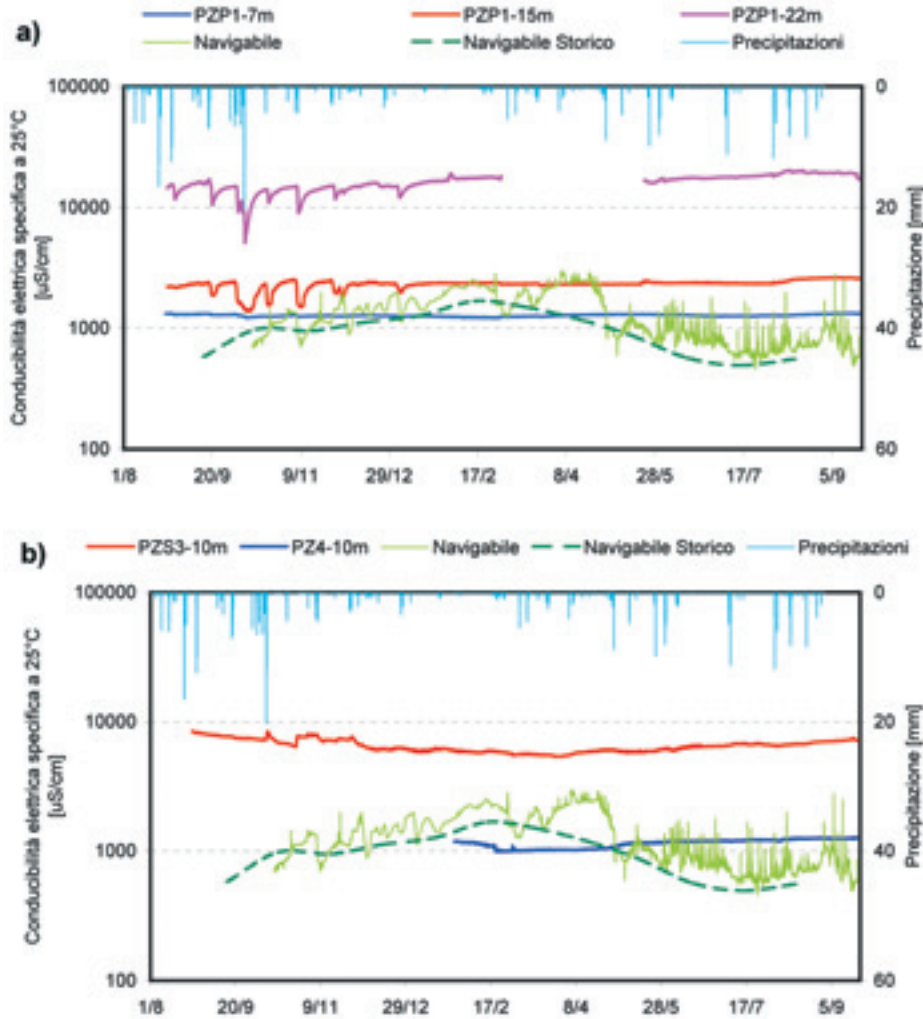 PZP1-7m PZP1-15m PZP1-22m
a)
Navigabile Navigabile Storico Precipitazioni
100000 0
10000 20
1000 40
100 60
Conducibilità elettrica specifica a 25°C
[uS/cm]
Precipitazione [mm]
1/8 20/9 9/11 29/12 17/2 8/4 28/5 17/7 5/9
b)
PZS3-10m PZ4-10m Navigabile Navigabile Storico Precipitazioni
100000 0
10000 20
1000 40
100 60
Conducibilità elettrica specifica a 25°C
[uS/cm]
Precipitazione [mm]
1/8 20/9 9/11 29/12 17/2 8/4 28/5 17/7 5/9